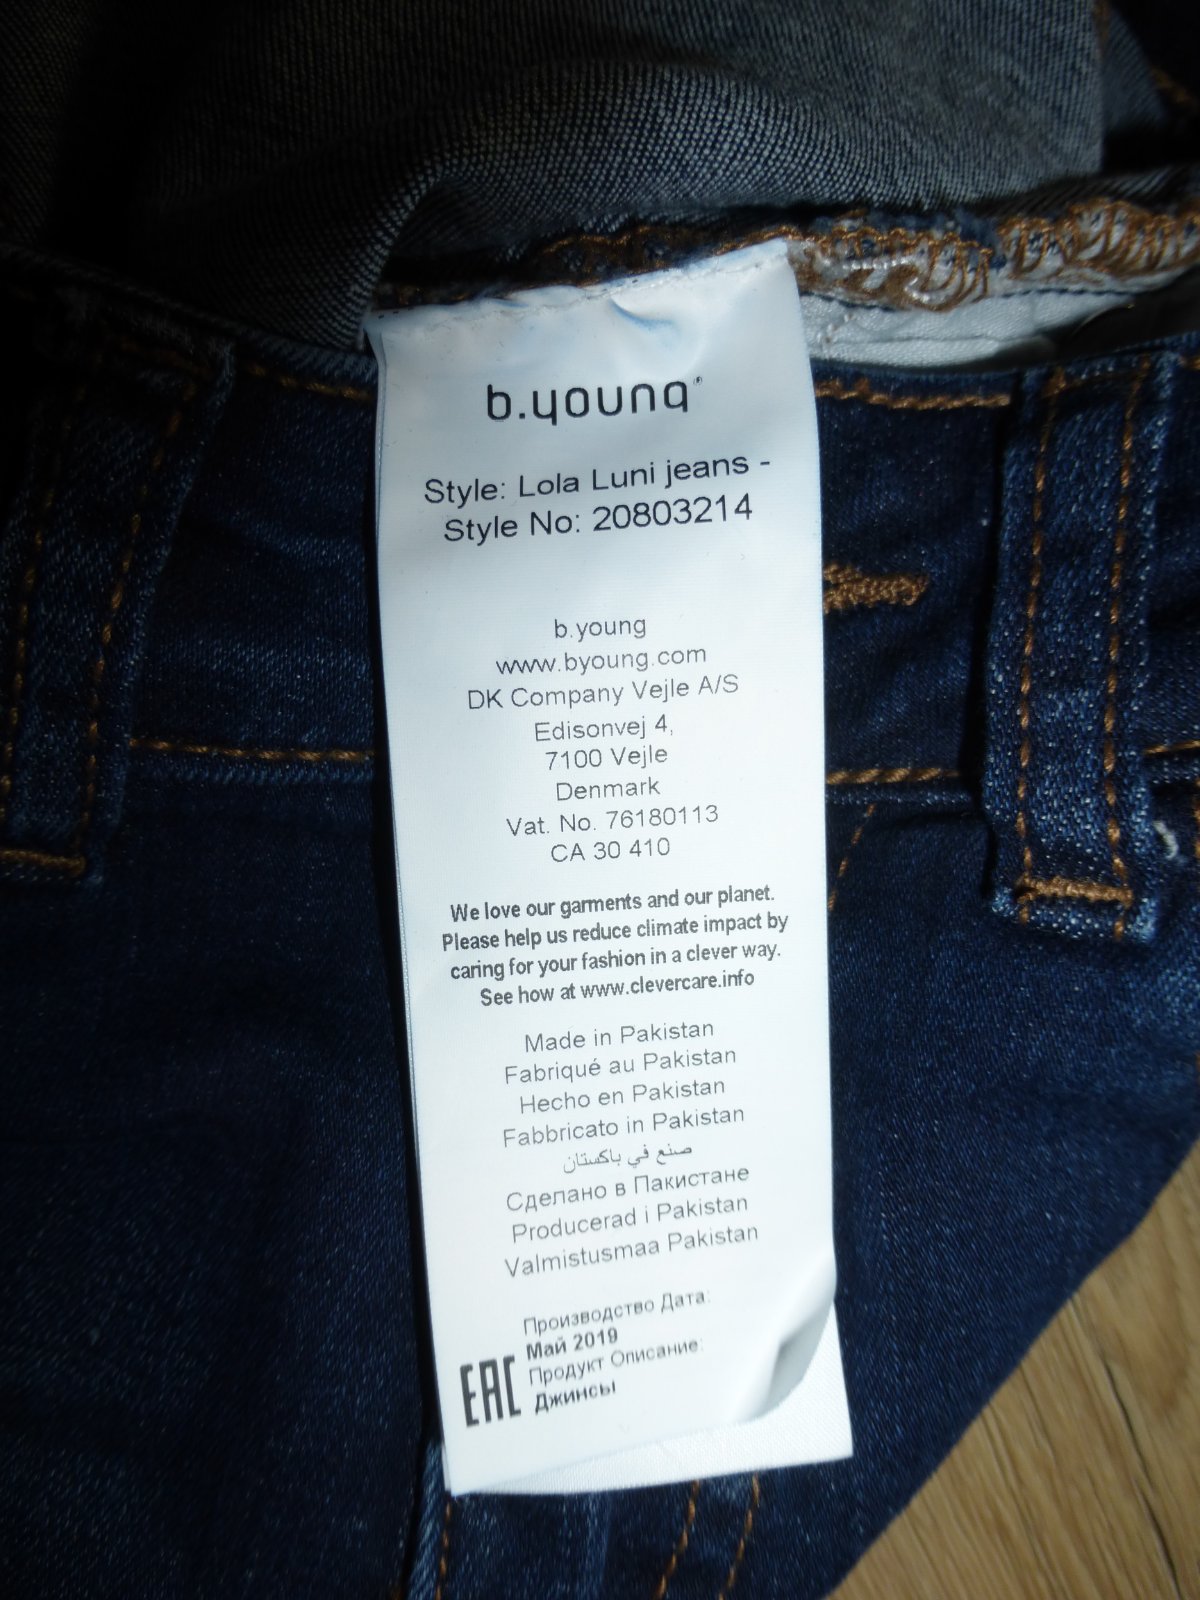 b.young®
Style: Lola Luni jeans -
Style No: 20803214
b.young
www.byoung.com
DK Company Vejle A/S
Edisonvej 4,
7100 Vejle
Denmark
Vat. No. 76180113
CA 30 410
We love our garments and our planet.
Please help us reduce climate impact by
caring for your fashion in a clever way.
See how at www.clevercare.info
Made in Pakistan
Fabriqué au Pakistan
Hecho en Pakistan
Fabbricato in Pakistan
صنع في باكستان
Сделано в Пакистане
Producerad i Pakistan
Valmistusmaa Pakistan
Производство Дата:
Май 2019
Продукт Описание:
Джинсы
EAC